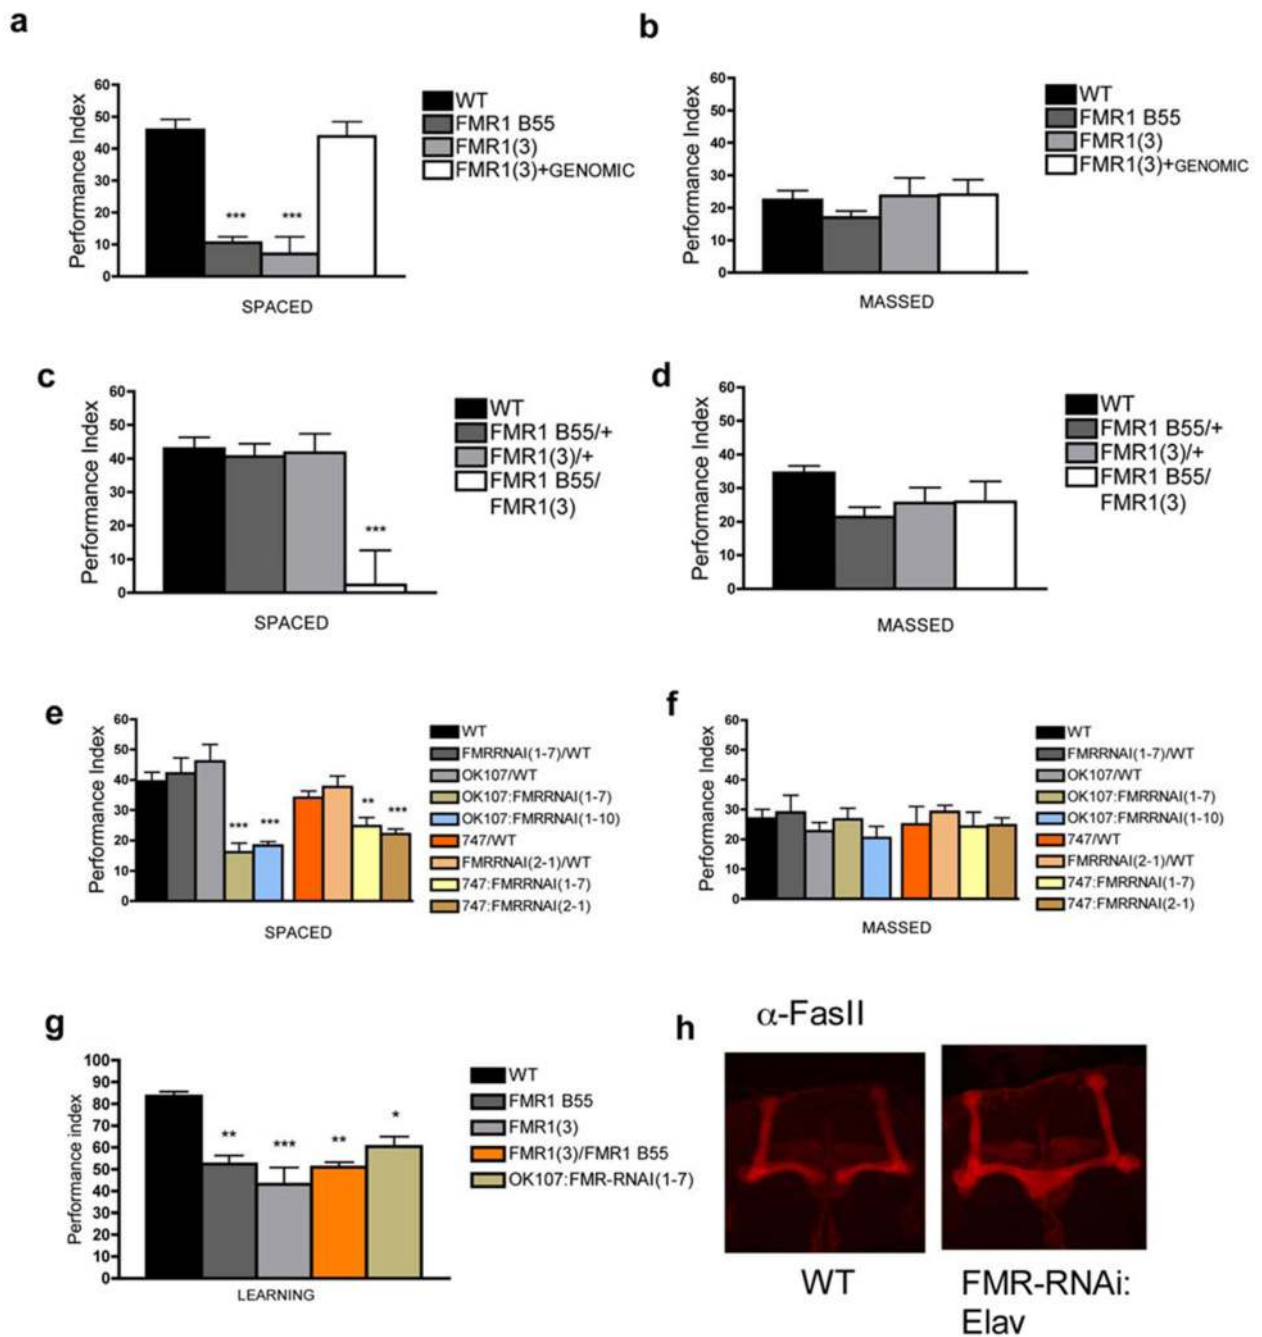 a
60
50
40
30
20
10
0
Performance Index
***
***
SPACED
WT
FMR1 B55
FMR1(3)
FMR1(3)+GENOMIC
b
60
50
40
30
20
10
0
Performance Index
MASSED
WT
FMR1 B55
FMR1(3)
FMR1(3)+GENOMIC
c
60
50
40
30
20
10
0
Performance Index
***
SPACED
WT
FMR1 B55/+
FMR1(3)/+
FMR1 B55/
FMR1(3)
d
60
50
40
30
20
10
0
Performance Index
MASSED
WT
FMR1 B55/+
FMR1(3)/+
FMR1 B55/
FMR1(3)
e
60
50
40
30
20
10
0
Performance Index
***
***
**
***
SPACED
WT
FMRRNAI(1-7)/WT
OK107/WT
OK107:FMRRNAI(1-7)
OK107:FMRRNAI(1-10)
747/WT
FMRRNAI(2-1)/WT
747:FMRRNAI(1-7)
747:FMRRNAI(2-1)
f
60
50
40
30
20
10
0
Performance Index
MASSED
WT
FMRRNAI(1-7)/WT
OK107/WT
OK107:FMRRNAI(1-7)
OK107:FMRRNAI(1-10)
747/WT
FMRRNAI(2-1)/WT
747:FMRRNAI(1-7)
747:FMRRNAI(2-1)
g
100
90
80
70
60
50
40
30
20
10
0
Performance index
**
***
**
*
LEARNING
WT
FMR1 B55
FMR1(3)
FMR1(3)/FMR1 B55
OK107:FMR-RNAI(1-7)
h
α-FasII
WT
FMR-RNAi:
Elav